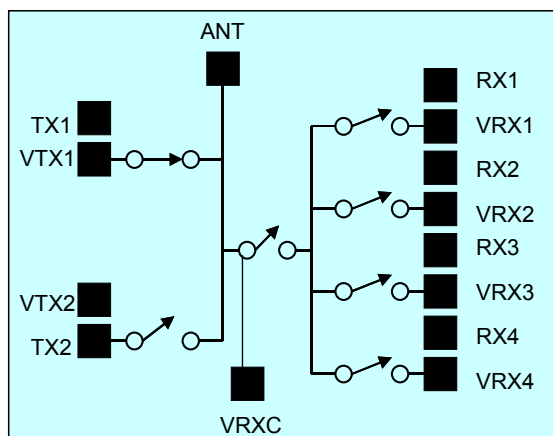 ANT
TX1
VTX1
VTX2
TX2
VRXC
RX1
VRX1
RX2
VRX2
RX3
VRX3
RX4
VRX4